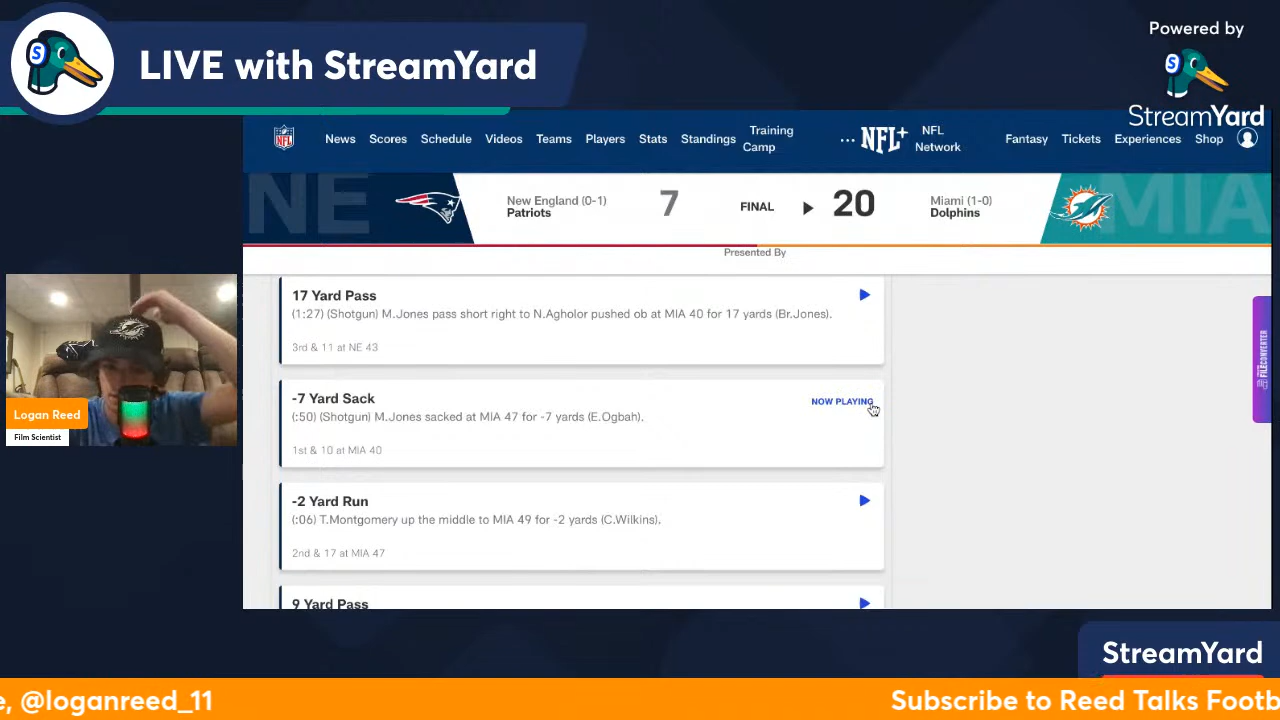 LIVE with StreamYard
Powered by
StreamYard
News
Scores
Schedule
Videos
Teams
Players
Stats
Standings
Training
Camp
...
NFL+
NFL
Network
Fantasy
Tickets
Experiences
Shop
NE
New England (0-1)
Patriots
7
FINAL
20
Miami (1-0)
Dolphins
MIA
Presented By
17 Yard Pass
(1:27) (Shotgun) M.Jones pass short right to N.Agholor pushed ob at MIA 40 for 17 yards (Br.Jones).
3rd & 11 at NE 43
-7 Yard Sack
NOW PLAYING
(:50) (Shotgun) M.Jones sacked at MIA 47 for -7 yards (E.Ogbah).
1st & 10 at MIA 40
-2 Yard Run
(:06) T.Montgomery up the middle to MIA 49 for -2 yards (C.Wilkins).
2nd & 17 at MIA 47
9 Yard Pass
FILECONVERTER
Logan Reed
Film Scientist
StreamYard
e, @loganreed_11
Subscribe to Reed Talks Footb